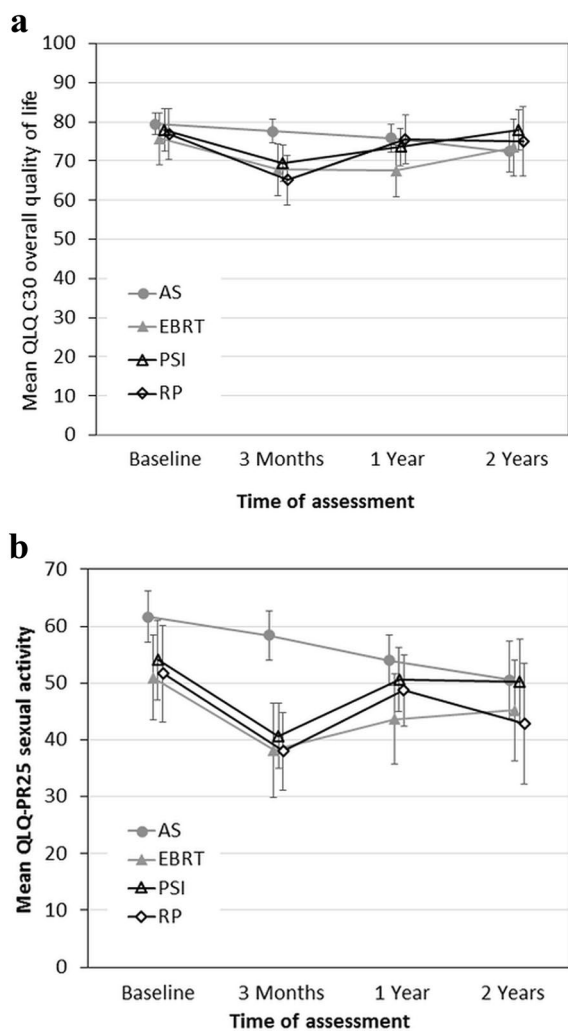 a
Mean QLQ C30 overall quality of life
100
90
80
70
60
50
40
30
20
10
0
AS
EBRT
PSI
RP
Baseline 3 Months 1 Year 2 Years
Time of assessment
b
Mean QLQ-PR25 sexual activity
70
60
50
40
30
20
10
0
AS
EBRT
PSI
RP
Baseline 3 Months 1 Year 2 Years
Time of assessment